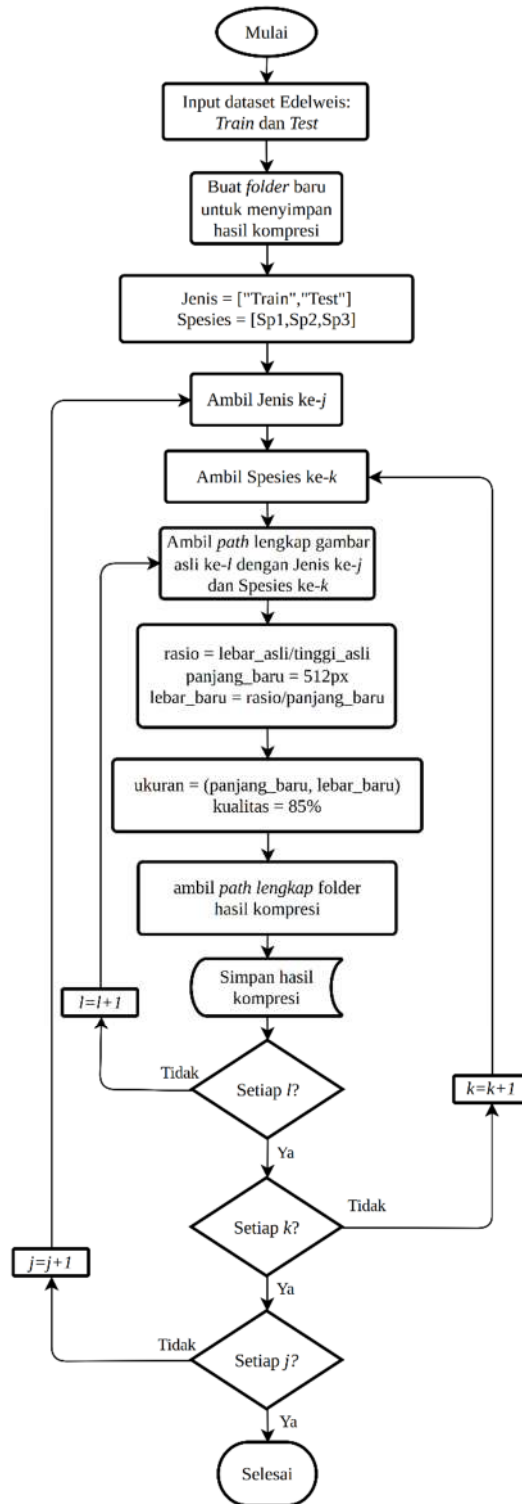 Mulai
Input dataset Edelweis:
Train dan Test
Buat folder baru
untuk menyimpan
hasil kompresi
Jenis = ["Train","Test"]
Spesies = [Sp1,Sp2,Sp3]
Ambil Jenis ke-j
Ambil Spesies ke-k
Ambil path lengkap gambar
asli ke-l dengan Jenis ke-j
dan Spesies ke-k
rasio = lebar_asli/tinggi_asli
panjang_baru = 512px
lebar_baru = rasio/panjang_baru
ukuran = (panjang_baru, lebar_baru)
kualitas = 85%
ambil path lengkap folder
hasil kompresi
Simpan hasil
kompresi
l=l+1
Tidak
Setiap l?
k=k+1
Ya
Setiap k?
Tidak
j=j+1
Ya
Tidak
Setiap j?
Ya
Selesai